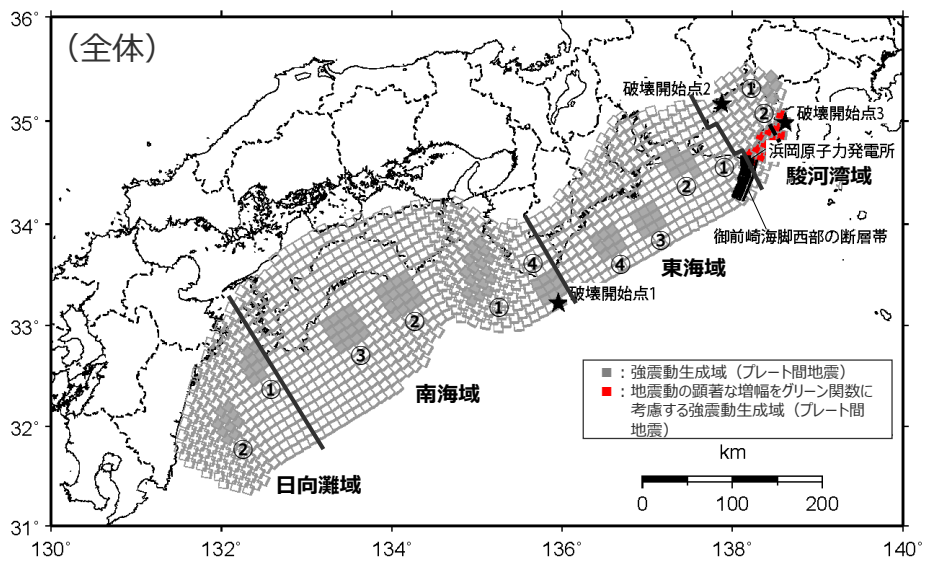 （全体）
36°
35°
34°
33°
32°
31°
130
132
134
136
138
140
破壊開始点2
①
②
破壊開始点3
浜岡原子力発電所
駿河湾域
①
②
御前崎海脚西部の断層帯
③
④
東海域
④
破壊開始点1
①
②
③
南海域
①
②
日向灘域
：強震動生成域（プレート間地震）
：地震動の顕著な増幅をグリーン関数に
考慮する強震動生成域（プレート間
地震）
km
0 50 100 150 200